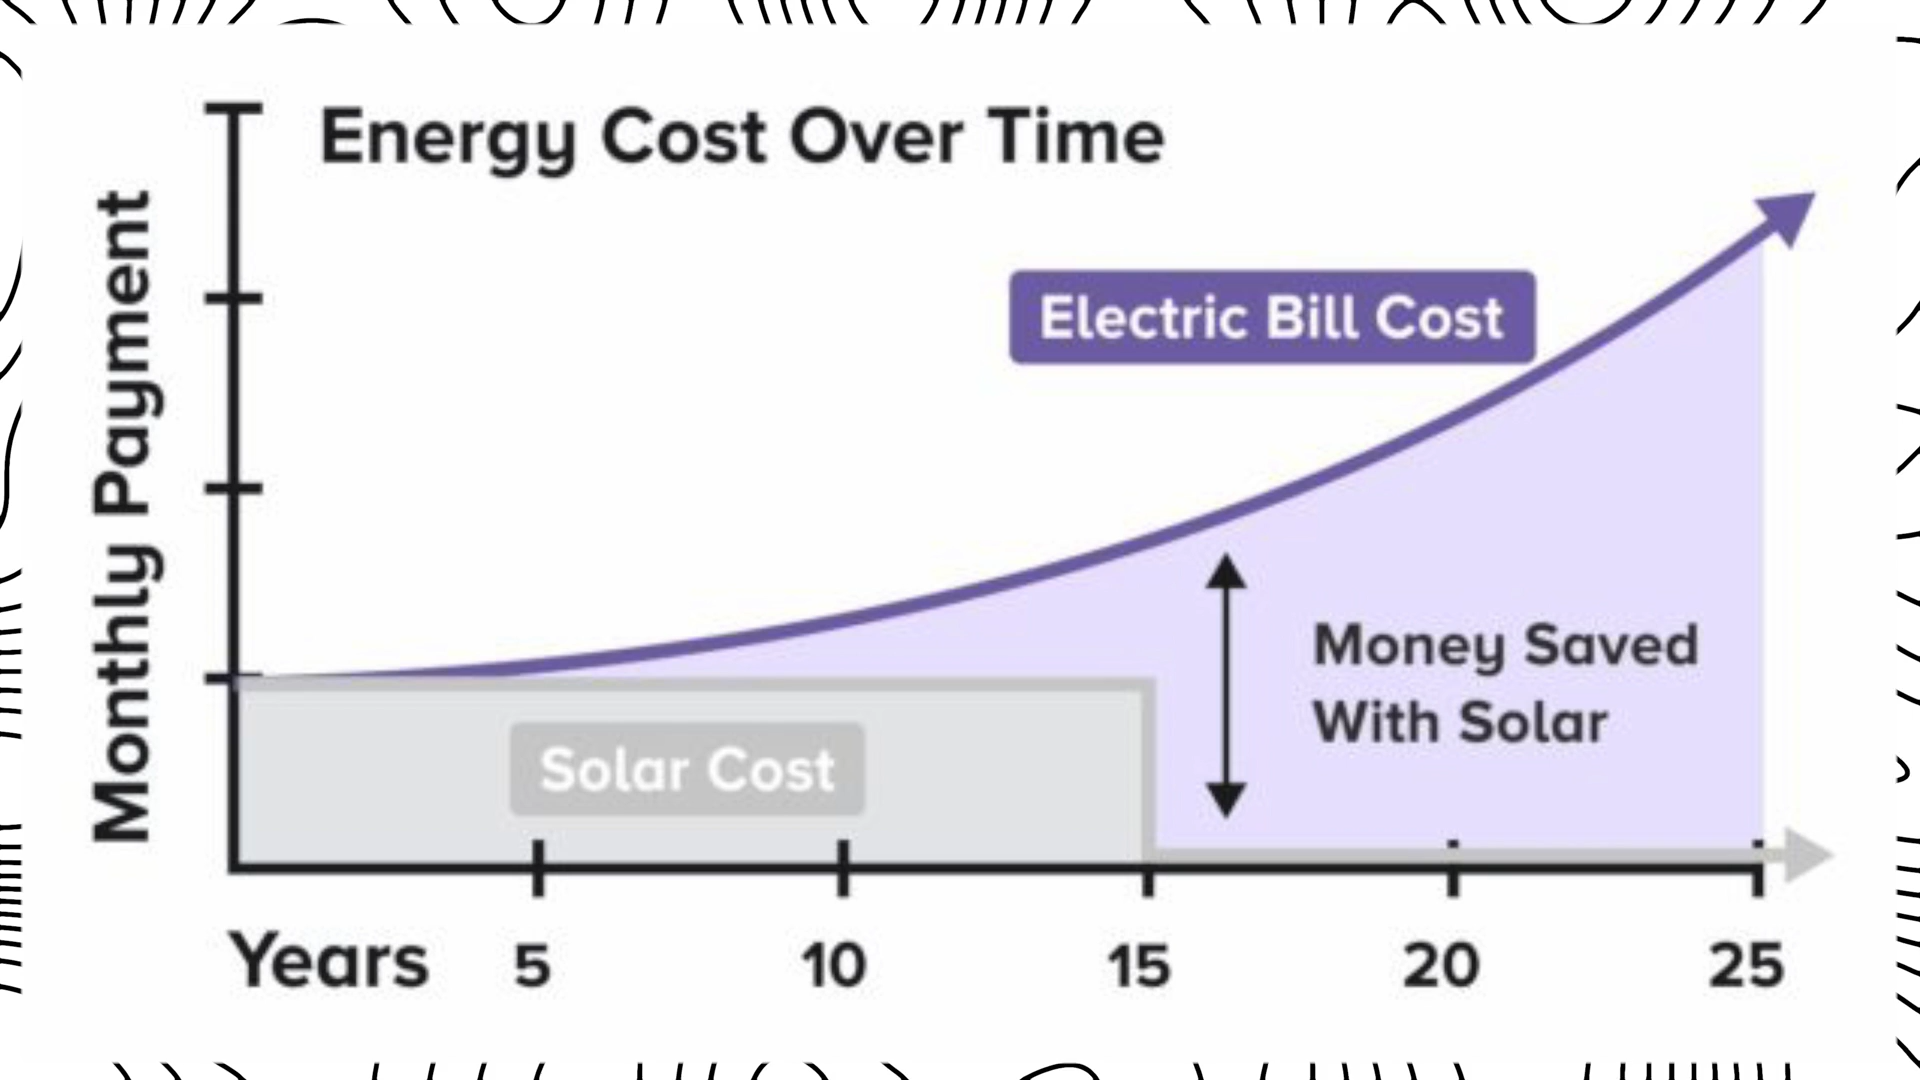 Energy Cost Over Time
Monthly Payment
Electric Bill Cost
Money Saved
With Solar
Solar Cost
Years 5 10 15 20 25